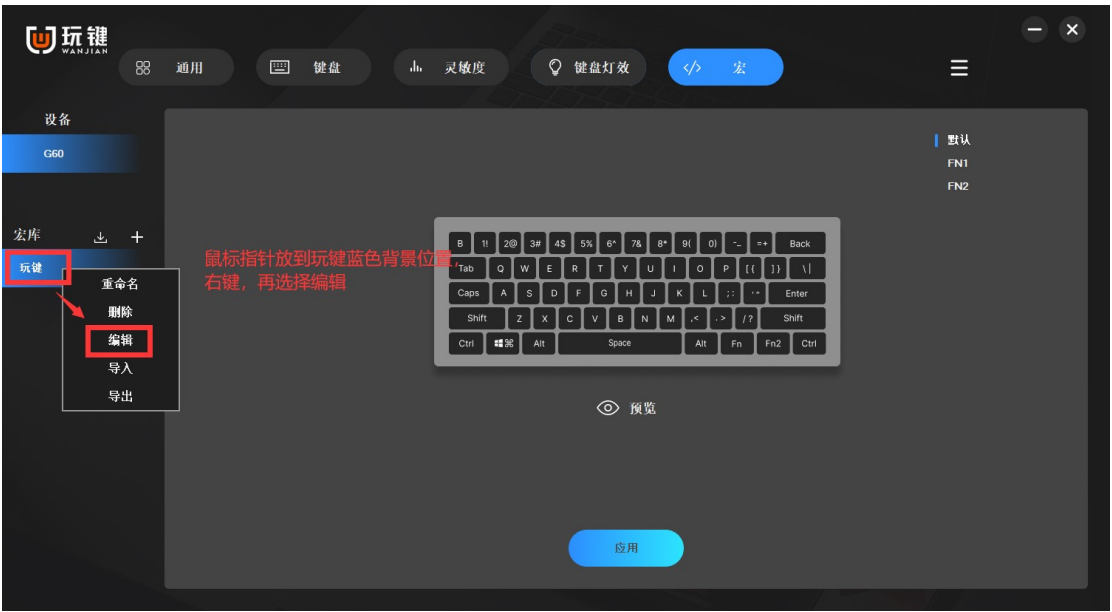 玩键
WANJIAN
通用 键盘 灵敏度 键盘灯效 </> 宏
设备
G60
默认
FN1
FN2
宏库
玩键
鼠标指针放到玩键蓝色背景位置，
右键，再选择编辑
重命名
删除
编辑
导入
导出
B 1! 2@ 3# 4$ 5% 6^ 7& 8* 9( 0) -_ =+ Back
Tab Q W E R T Y U I O P [{ ]} \|
Caps A S D F G H J K L ;: '" Enter
Shift Z X C V B N M ,< .> /? Shift
Ctrl ⌘ Alt Space Alt Fn Fn2 Ctrl
预览
应用